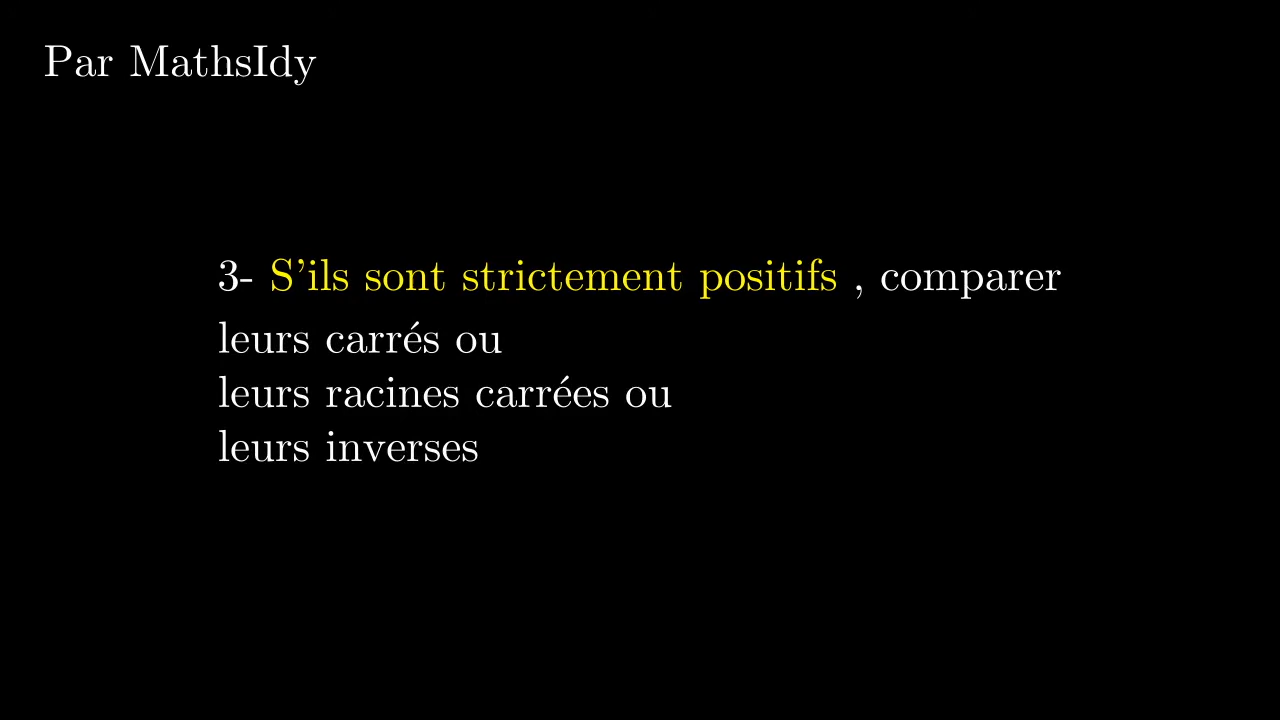 Par MathsIdy
3- S'ils sont strictement positifs , comparer
leurs carrés ou
leurs racines carrées ou
leurs inverses